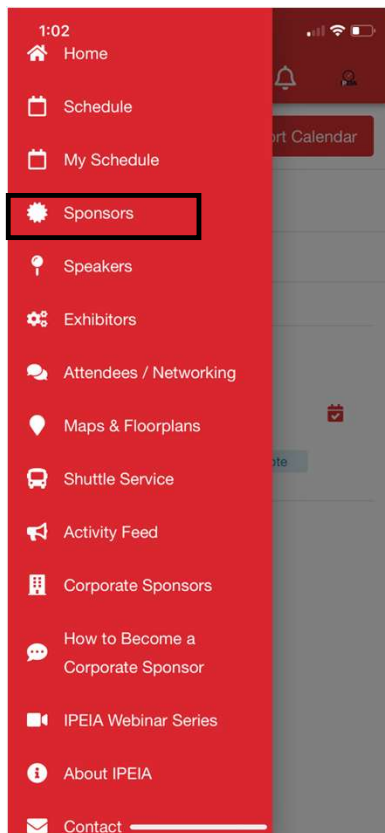 1:02
Home
Schedule
ort Calendar
My Schedule
Sponsors
Speakers
Exhibitors
Attendees / Networking
Maps & Floorplans
ote
Shuttle Service
Activity Feed
Corporate Sponsors
How to Become a
Corporate Sponsor
IPEIA Webinar Series
About IPEIA
Contact